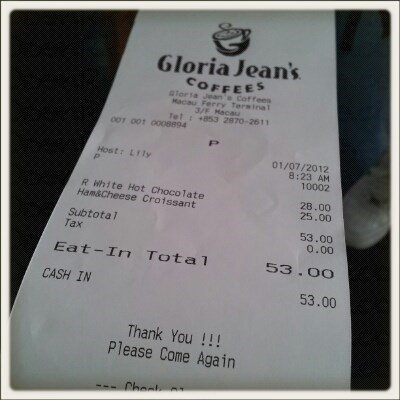 Gloria Jean's
COFFEES
Gloria Jean's Coffees
Macau Ferry Terminal
3/F Macau
Tel : +853 2870-2611
001 001 0008894
P
Host: Lily 01/07/2012
P 8:23 AM
10002
R White Hot Chocolate 28.00
Ham&Cheese Croissant 25.00
Subtotal 53.00
Tax 0.00
Eat-In Total 53.00
CASH IN 53.00
Thank You !!!
Please Come Again
--- Check